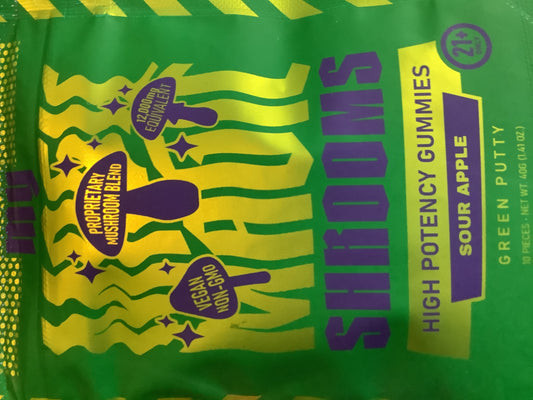 12,000MG
EQUIVALENT
PROPRIETARY
MUSHROOM BLEND
VEGAN
NON-GMO
SHROOMS
HIGH POTENCY GUMMIES
21+
ONLY
SOUR APPLE
GREEN PUTTY
10 PIECES • NET WT. 40G (1.41 OZ.)